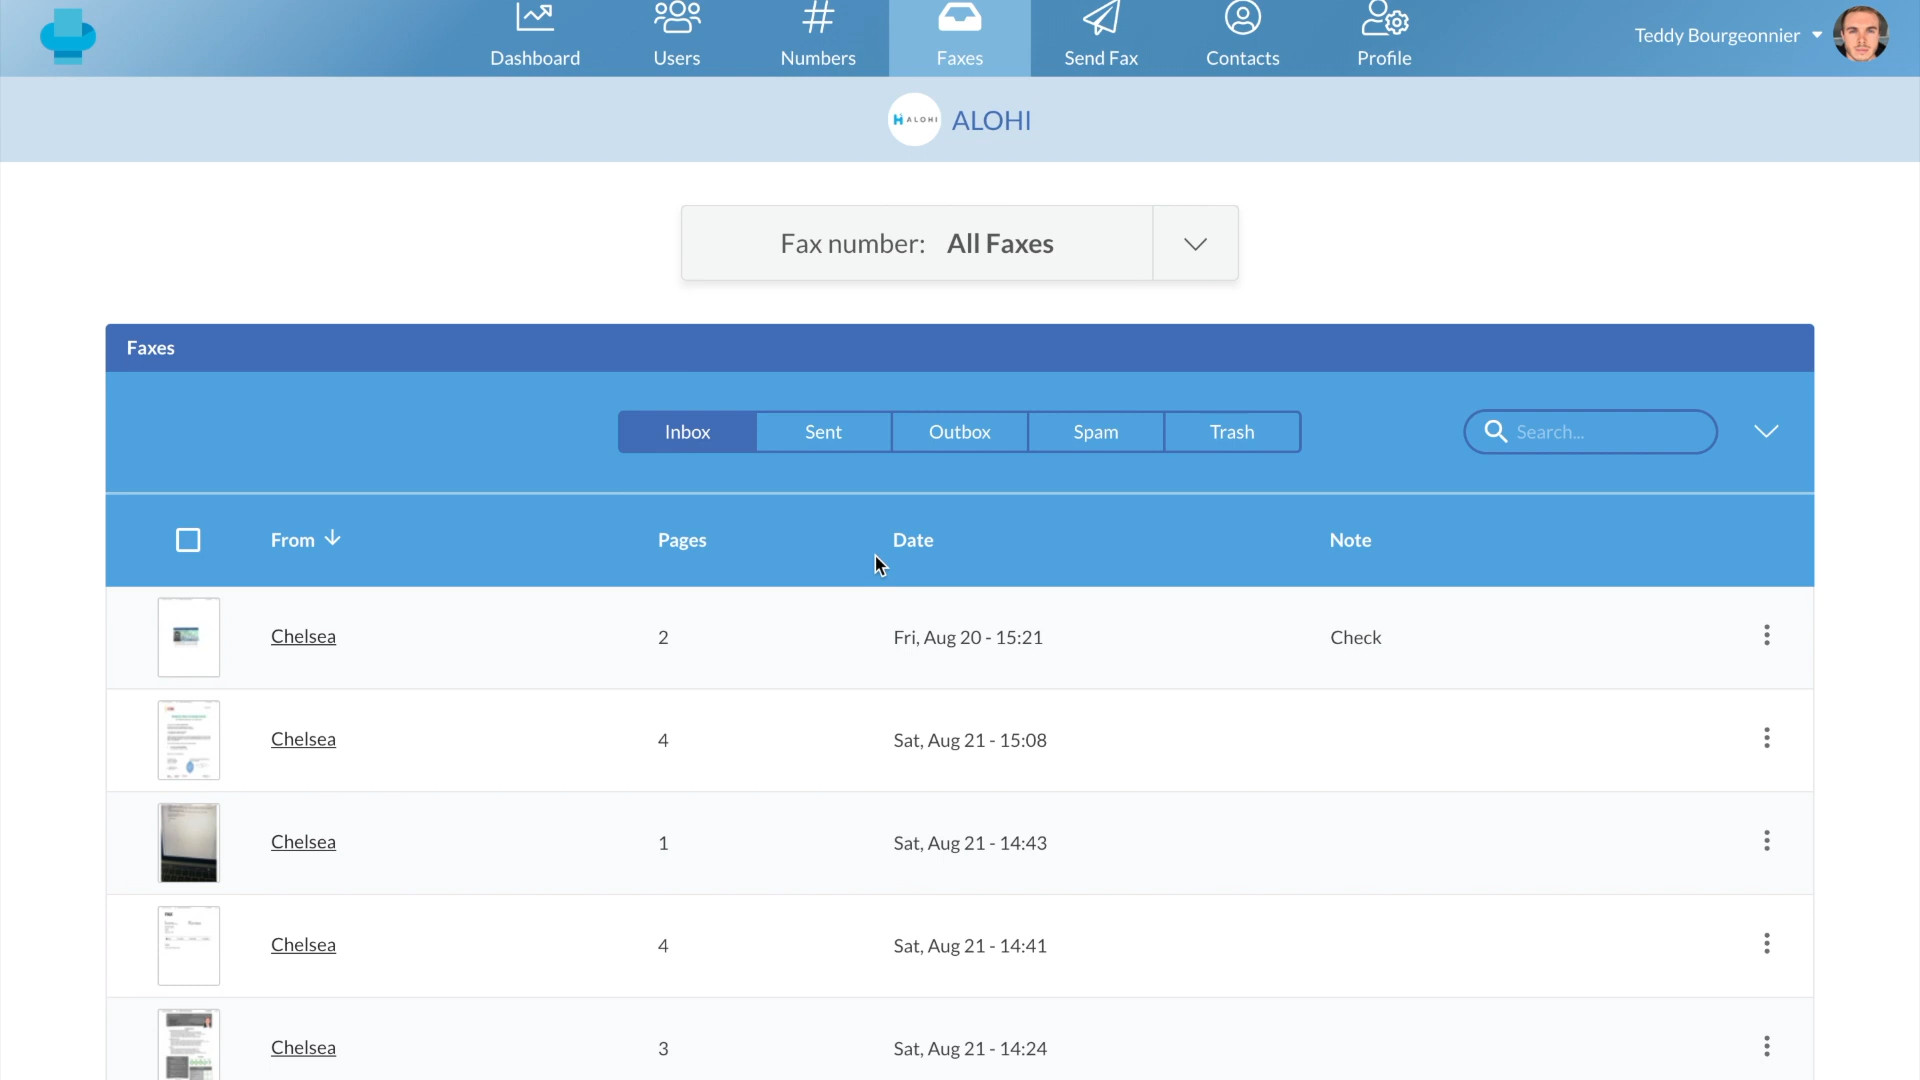 Dashboard
Users
Numbers
Faxes
Send Fax
Contacts
Profile
Teddy Bourgeonnier
ALOHI
ALOHI
Fax number: All Faxes
Faxes
Inbox
Sent
Outbox
Spam
Trash
Search...
From
Pages
Date
Note
Chelsea 2 Fri, Aug 20 - 15:21 Check
Chelsea 4 Sat, Aug 21 - 15:08
Chelsea 1 Sat, Aug 21 - 14:43
Chelsea 4 Sat, Aug 21 - 14:41
Chelsea 3 Sat, Aug 21 - 14:24